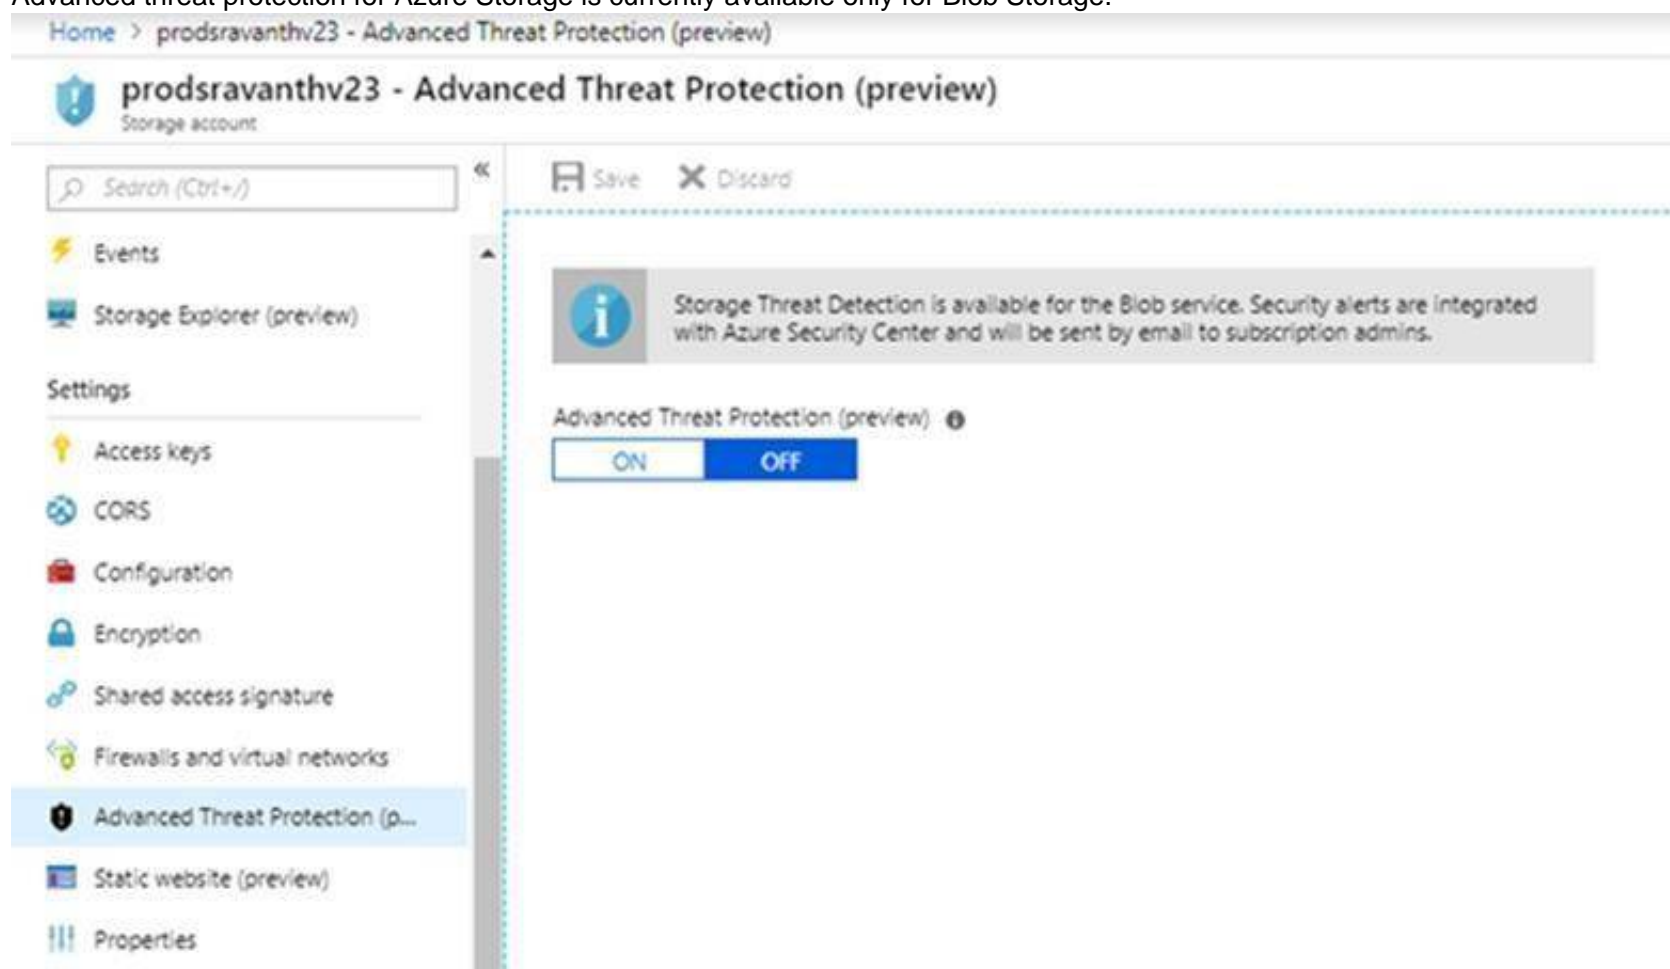 Advanced threat protection for Azure Storage is currently available only for Blob Storage.
Home > prodsravanthv23 - Advanced Threat Protection (preview)
prodsravanthv23 - Advanced Threat Protection (preview)
Storage account
Search (Ctrl+/)
«
Save
Discard
Events
Storage Explorer (preview)
Settings
Access keys
CORS
Configuration
Encryption
Shared access signature
Firewalls and virtual networks
Advanced Threat Protection (p...
Static website (preview)
Properties
Storage Threat Detection is available for the Blob service. Security alerts are integrated
with Azure Security Center and will be sent by email to subscription admins.
Advanced Threat Protection (preview)
ON
OFF